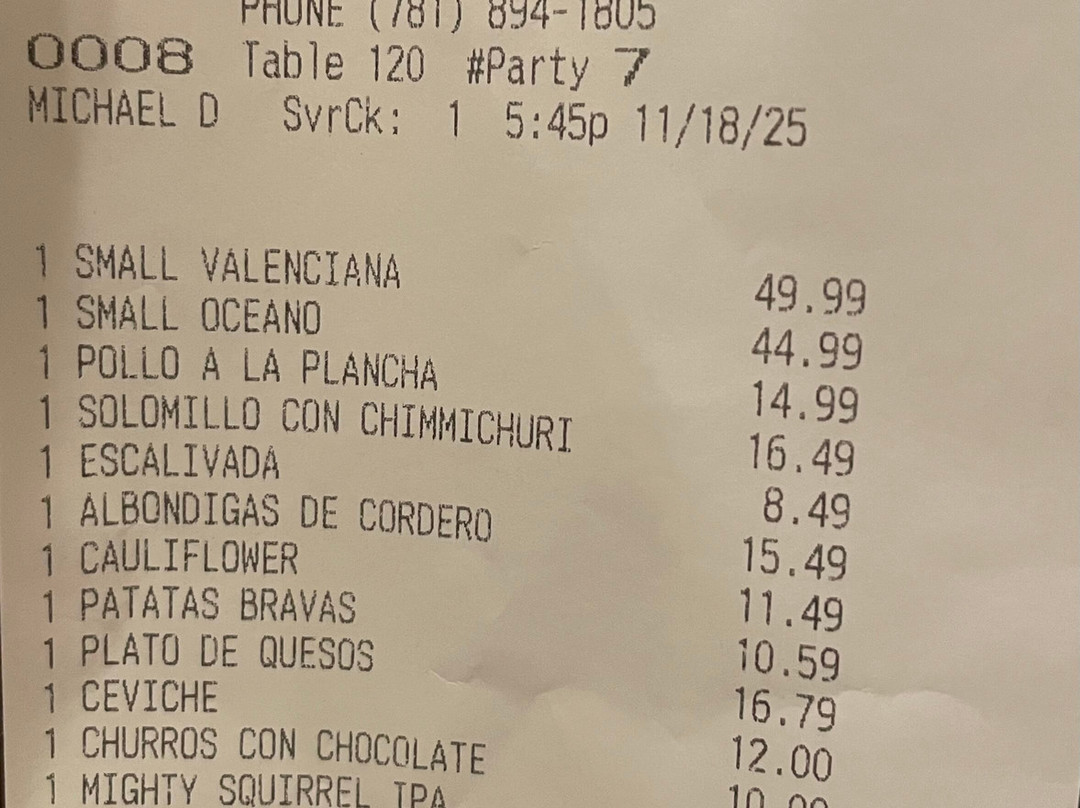 PHONE (781) 894-1805
0008 Table 120 #Party 7
MICHAEL D SvrCk: 1 5:45p 11/18/25
1 SMALL VALENCIANA 49.99
1 SMALL OCEANO 44.99
1 POLLO A LA PLANCHA 14.99
1 SOLOMILLO CON CHIMMICHURI 16.49
1 ESCALIVADA 8.49
1 ALBONDIGAS DE CORDERO 15.49
1 CAULIFLOWER 11.49
1 PATATAS BRAVAS 10.59
1 PLATO DE QUESOS 16.79
1 CEVICHE 12.00
1 CHURROS CON CHOCOLATE 10.00
1 MIGHTY SQUIRREL IPA